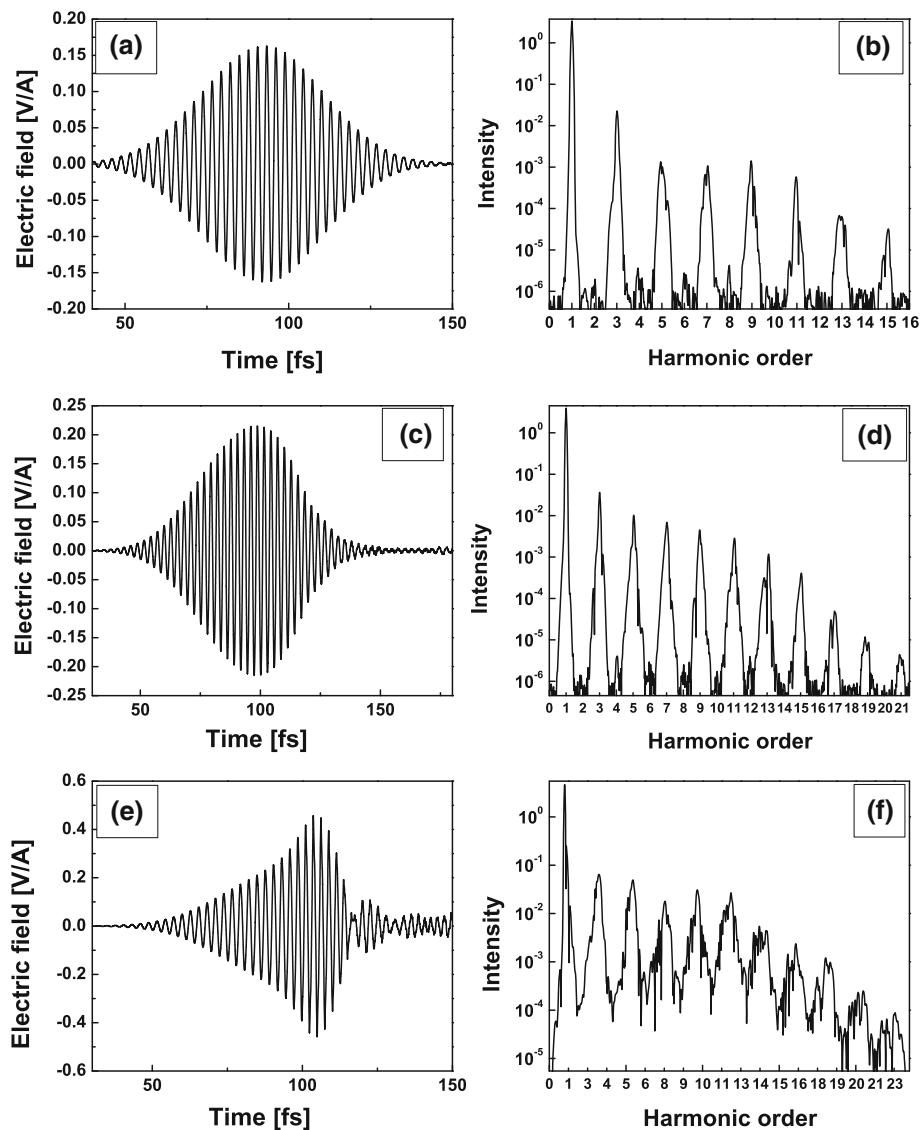 (a)
Electric field [V/A]
0.20
0.15
0.10
0.05
0.00
-0.05
-0.10
-0.15
-0.20
50 100 150
Time [fs]
(b)
Intensity
10^0
10^-1
10^-2
10^-3
10^-4
10^-5
10^-6
0 1 2 3 4 5 6 7 8 9 10 11 12 13 14 15 16
Harmonic order
(c)
Electric field [V/A]
0.25
0.20
0.15
0.10
0.05
0.00
-0.05
-0.10
-0.15
-0.20
-0.25
50 100 150
Time [fs]
(d)
Intensity
10^0
10^-1
10^-2
10^-3
10^-4
10^-5
10^-6
0 1 2 3 4 5 6 7 8 9 10 11 12 13 14 15 16 17 18 19 20 21
Harmonic order
(e)
Electric field [V/A]
0.6
0.4
0.2
0.0
-0.2
-0.4
-0.6
50 100 150
Time [fs]
(f)
Intensity
10^0
10^-1
10^-2
10^-3
10^-4
10^-5
0 1 3 4 5 6 8 9 10 11 13 14 15 16 18 19 20 21 23
Harmonic order